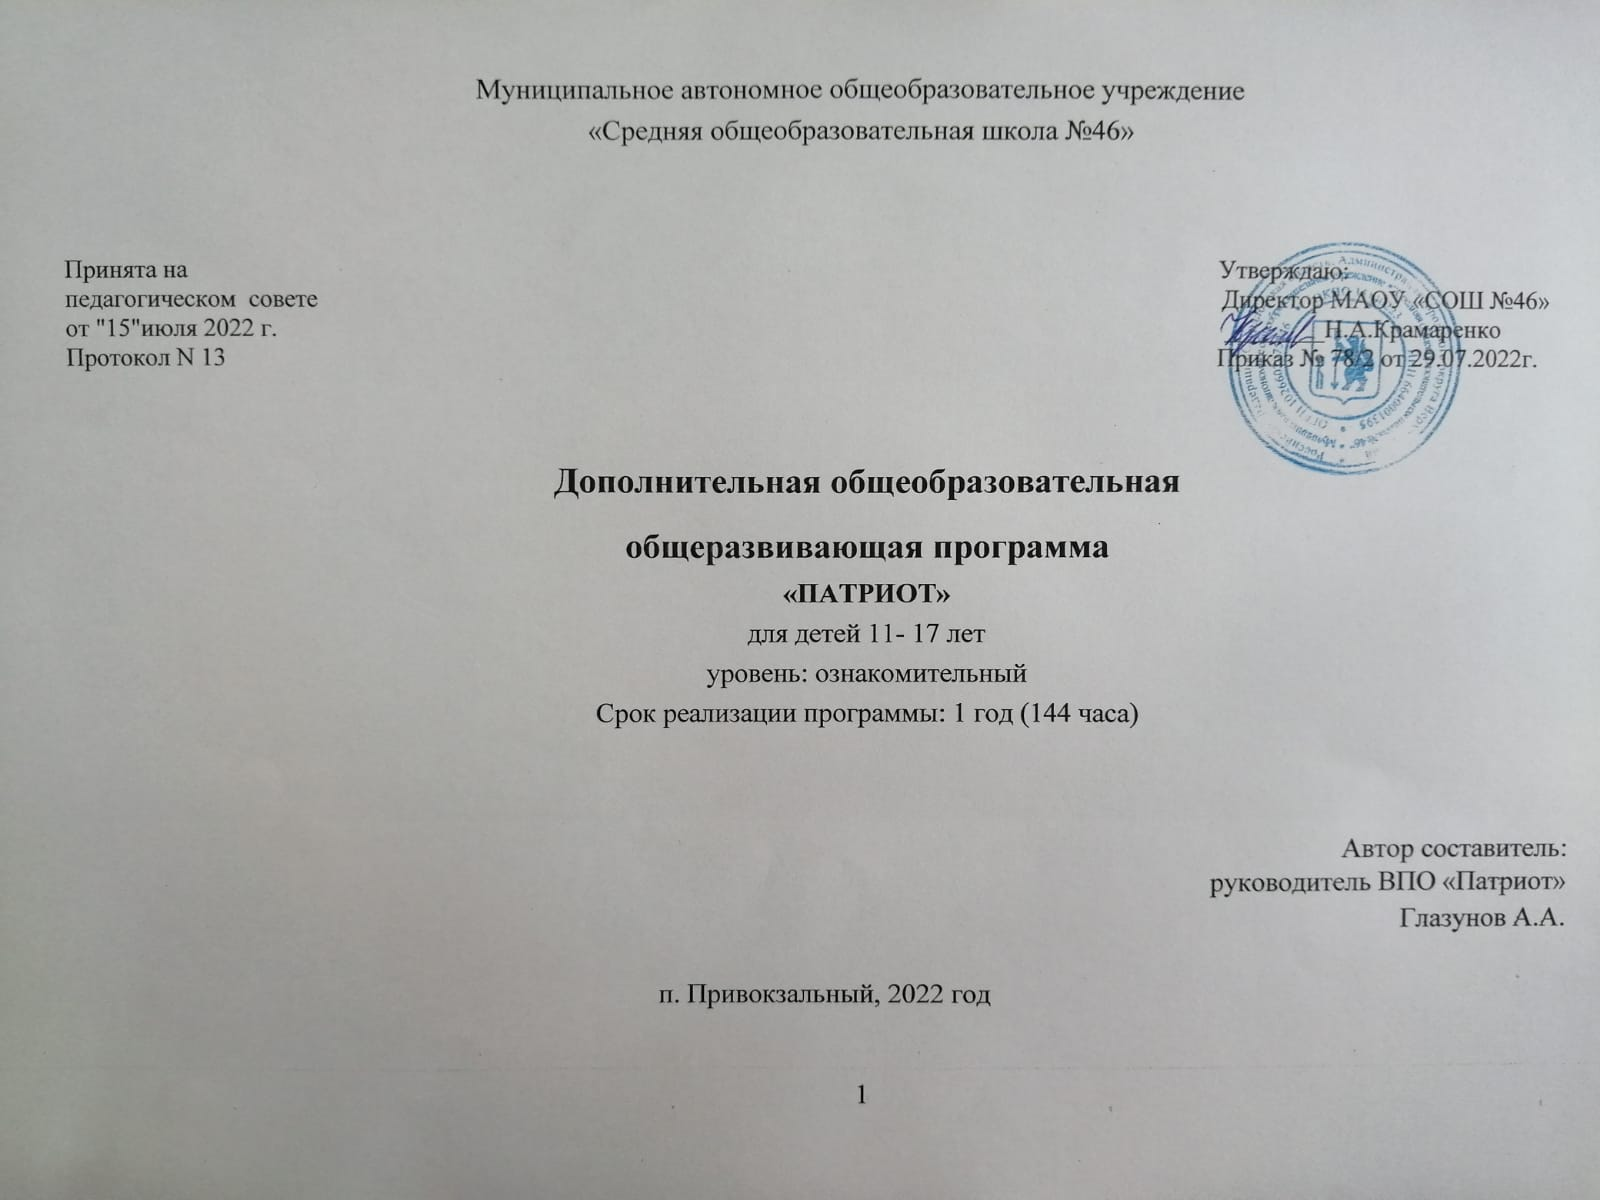 Муниципальное автономное общеобразовательное учреждение
«Средняя общеобразовательная школа №46»
Принята на
педагогическом совете
от "15"июля 2022 г.
Протокол N 13
Утверждаю:
Директор МАОУ «СОШ №46»
Н.А.Крамаренко
Приказ № 78/2 от 29.07.2022г.
Дополнительная общеобразовательная
общеразвивающая программа
«ПАТРИОТ»
для детей 11- 17 лет
уровень: ознакомительный
Срок реализации программы: 1 год (144 часа)
Автор составитель:
руководитель ВПО «Патриот»
Глазунов А.А.
п. Привокзальный, 2022 год
1